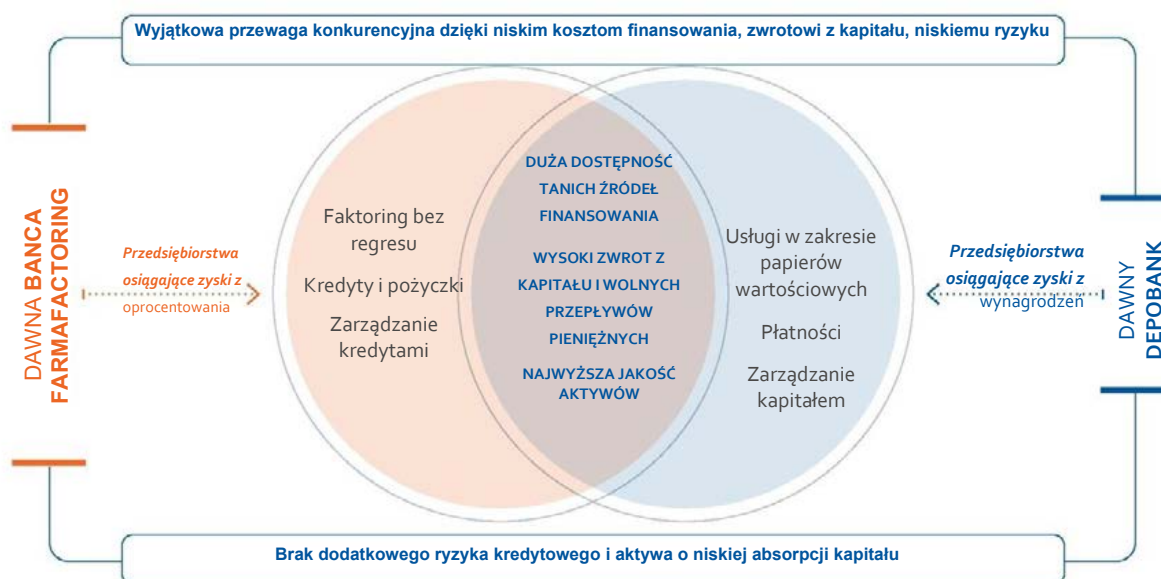 Wyjątkowa przewaga konkurencyjna dzięki niskim kosztom finansowania, zwrotowi z kapitału, niskiemu ryzyku
DAWNA BANCA
FARMAFACTORING
Przedsiębiorstwa
osiągające zyski z
oprocentowania
Faktoring bez
regresu
Kredyty i pożyczki
Zarządzanie
kredytami
DUŻA DOSTĘPNOŚĆ
TANICH ŹRÓDEŁ
FINANSOWANIA
WYSOKI ZWROT Z
KAPITAŁU I WOLNYCH
PRZEPŁYWÓW
PIENIĘŻNYCH
NAJWYŻSZA JAKOŚĆ
AKTYWÓW
Usługi w zakresie
papierów
wartościowych
Płatności
Zarządzanie
kapitałem
Przedsiębiorstwa
osiągające zyski z
wynagrodzeń
DAWNY
DEPOBANK
Brak dodatkowego ryzyka kredytowego i aktywa o niskiej absorpcji kapitału